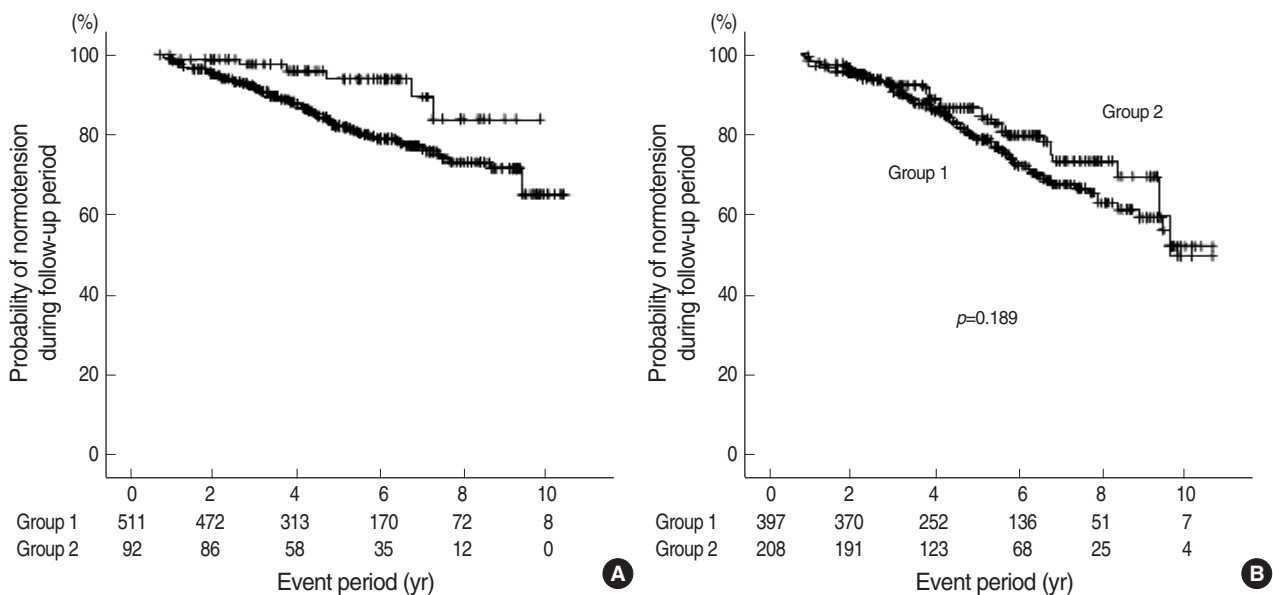 (%)
100
80
60
40
20
0
Probability of normotension
during follow-up period
0 2 4 6 8 10
Group 1 511 472 313 170 72 8
Group 2 92 86 58 35 12 0
Event period (yr)
A
(%)
100
80
60
40
20
0
Probability of normotension
during follow-up period
Group 2
Group 1
p=0.189
0 2 4 6 8 10
Group 1 397 370 252 136 51 7
Group 2 208 191 123 68 25 4
Event period (yr)
B